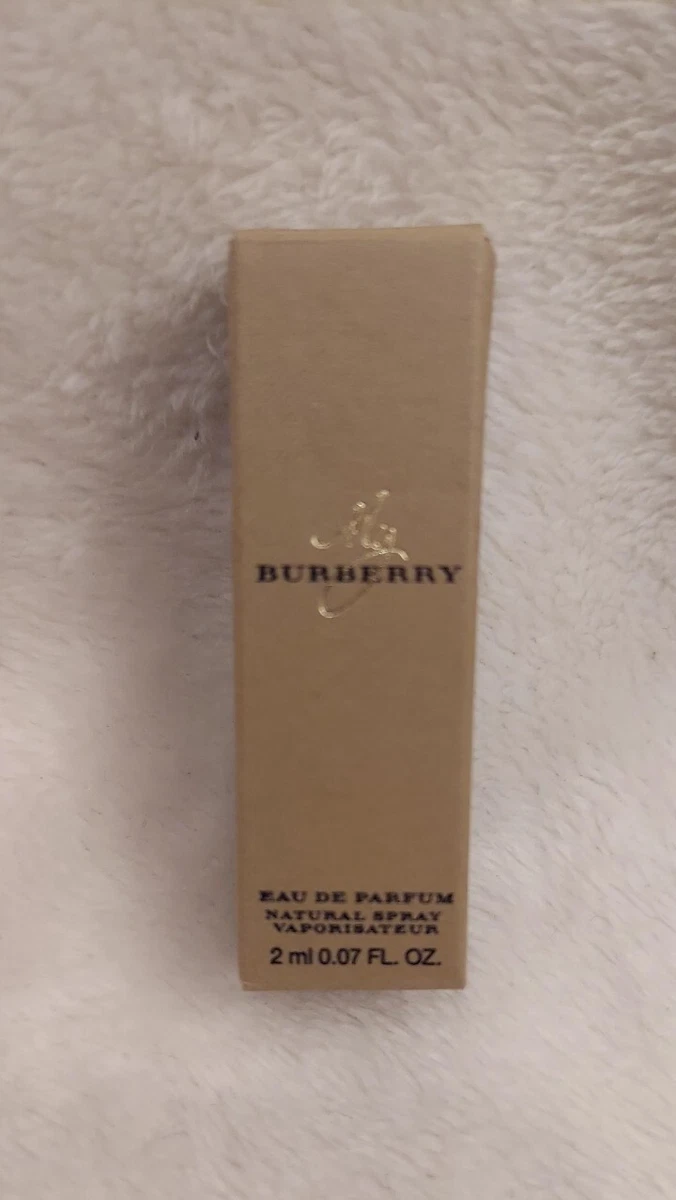 My
BURBERRY
EAU DE PARFUM
NATURAL SPRAY
VAPORISATEUR
2 ml 0.07 FL. OZ.